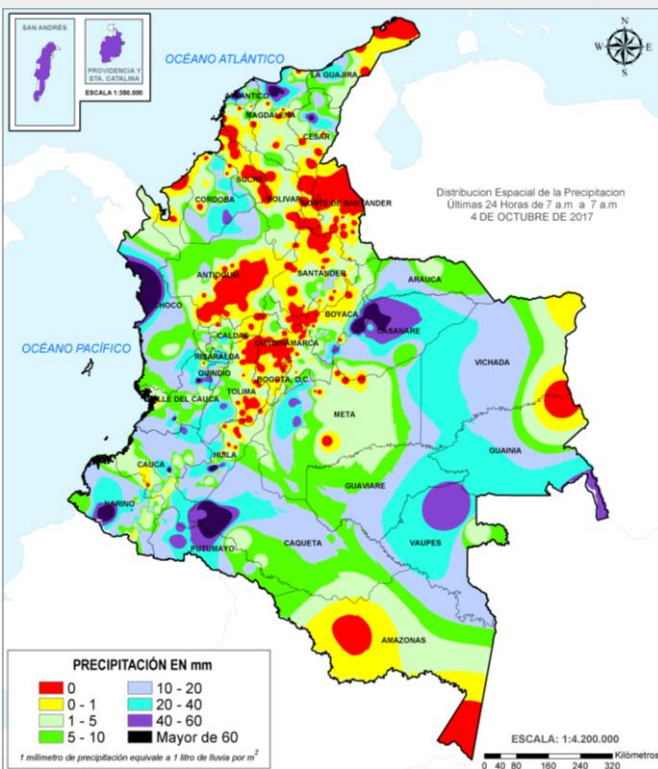 SAN ANDRÉS
PROVIDENCIA Y
STA. CATALINA
ESCALA 1:350.000
OCÉANO ATLÁNTICO
N
W
E
S
LA GUAJIRA
ATLANTICO
MAGDALENA
CESAR
Distribucion Espacial de la Precipitacion
Últimas 24 Horas de 7 a.m a 7 a.m
4 DE OCTUBRE DE 2017
SUCRE
CORDOBA
BOLIVAR
NORTE DE SANTANDER
ANTIOQUIA
SANTANDER
ARAUCA
CHOCO
BOYACA
CASANARE
OCÉANO PACÍFICO
CALDAS
CUNDINAMARCA
RISARALDA
VICHADA
QUINDIO
BOGOTA, D.C.
TOLIMA
VALLE DEL CAUCA
META
HUILA
GUAINIA
CAUCA
GUAVIARE
NARIÑO
CAQUETA
VAUPES
PUTUMAYO
AMAZONAS
PRECIPITACIÓN EN mm
0
10 - 20
0 - 1
20 - 40
1 - 5
40 - 60
5 - 10
Mayor de 60
1 milimetro de precipitación equivale a 1 litro de lluvia por m²
ESCALA: 1:4.200.000
Kilómetros
0 40 80 160 240 320